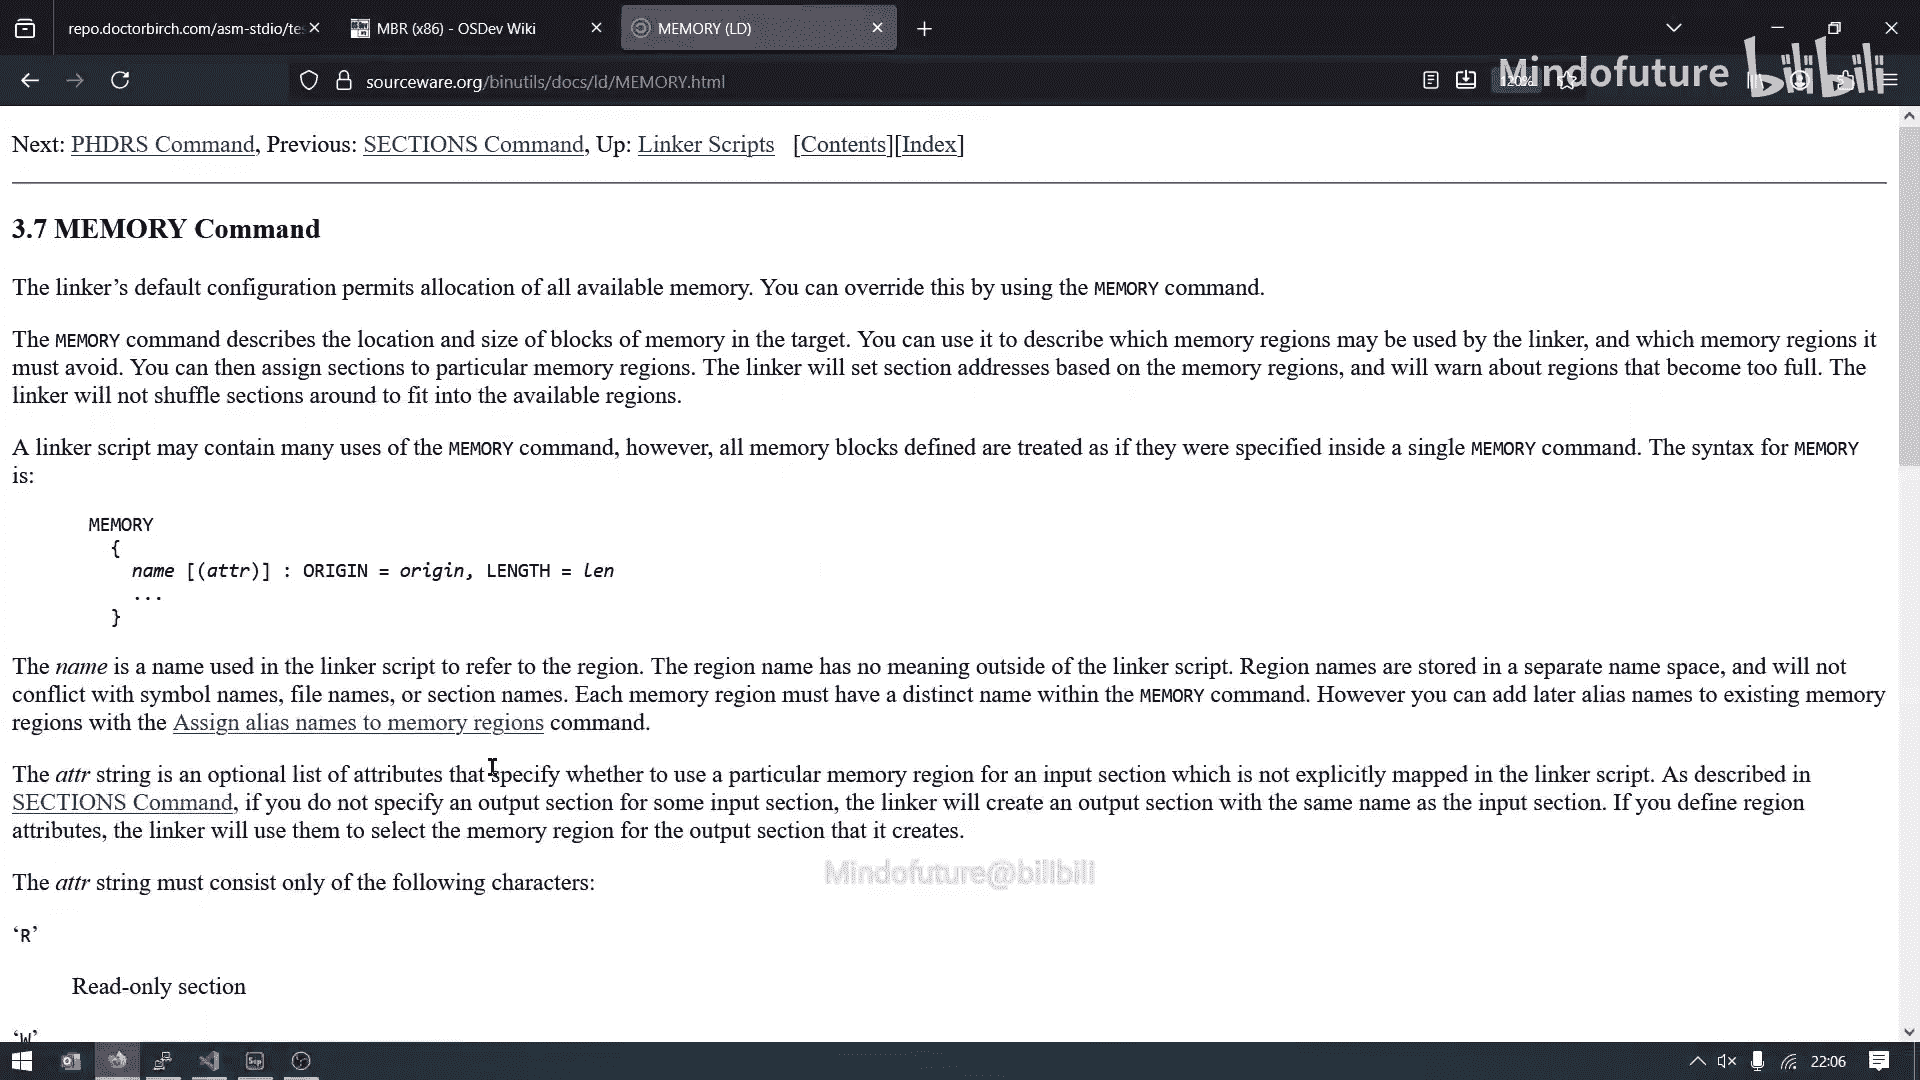 repo.doctorbirch.com/asm-stdio/te
MBR (x86) - OSDev Wiki
MEMORY (LD)
sourceware.org/binutils/docs/ld/MEMORY.html
120%
Mindofuture bilibili
Next: PHDRS Command, Previous: SECTIONS Command, Up: Linker Scripts [Contents][Index]
3.7 MEMORY Command
The linker’s default configuration permits allocation of all available memory. You can override this by using the MEMORY command.
The MEMORY command describes the location and size of blocks of memory in the target. You can use it to describe which memory regions may be used by the linker, and which memory regions it
must avoid. You can then assign sections to particular memory regions. The linker will set section addresses based on the memory regions, and will warn about regions that become too full. The
linker will not shuffle sections around to fit into the available regions.
A linker script may contain many uses of the MEMORY command, however, all memory blocks defined are treated as if they were specified inside a single MEMORY command. The syntax for MEMORY
is:
MEMORY
{
name [(attr)] : ORIGIN = origin, LENGTH = len
...
}
The name is a name used in the linker script to refer to the region. The region name has no meaning outside of the linker script. Region names are stored in a separate name space, and will not
conflict with symbol names, file names, or section names. Each memory region must have a distinct name within the MEMORY command. However you can add later alias names to existing memory
regions with the Assign alias names to memory regions command.
The attr string is an optional list of attributes that specify whether to use a particular memory region for an input section which is not explicitly mapped in the linker script. As described in
SECTIONS Command, if you do not specify an output section for some input section, the linker will create an output section with the same name as the input section. If you define region
attributes, the linker will use them to select the memory region for the output section that it creates.
Mindofuture@bilibili
The attr string must consist only of the following characters:
‘R’
Read-only section
‘W’
22:06